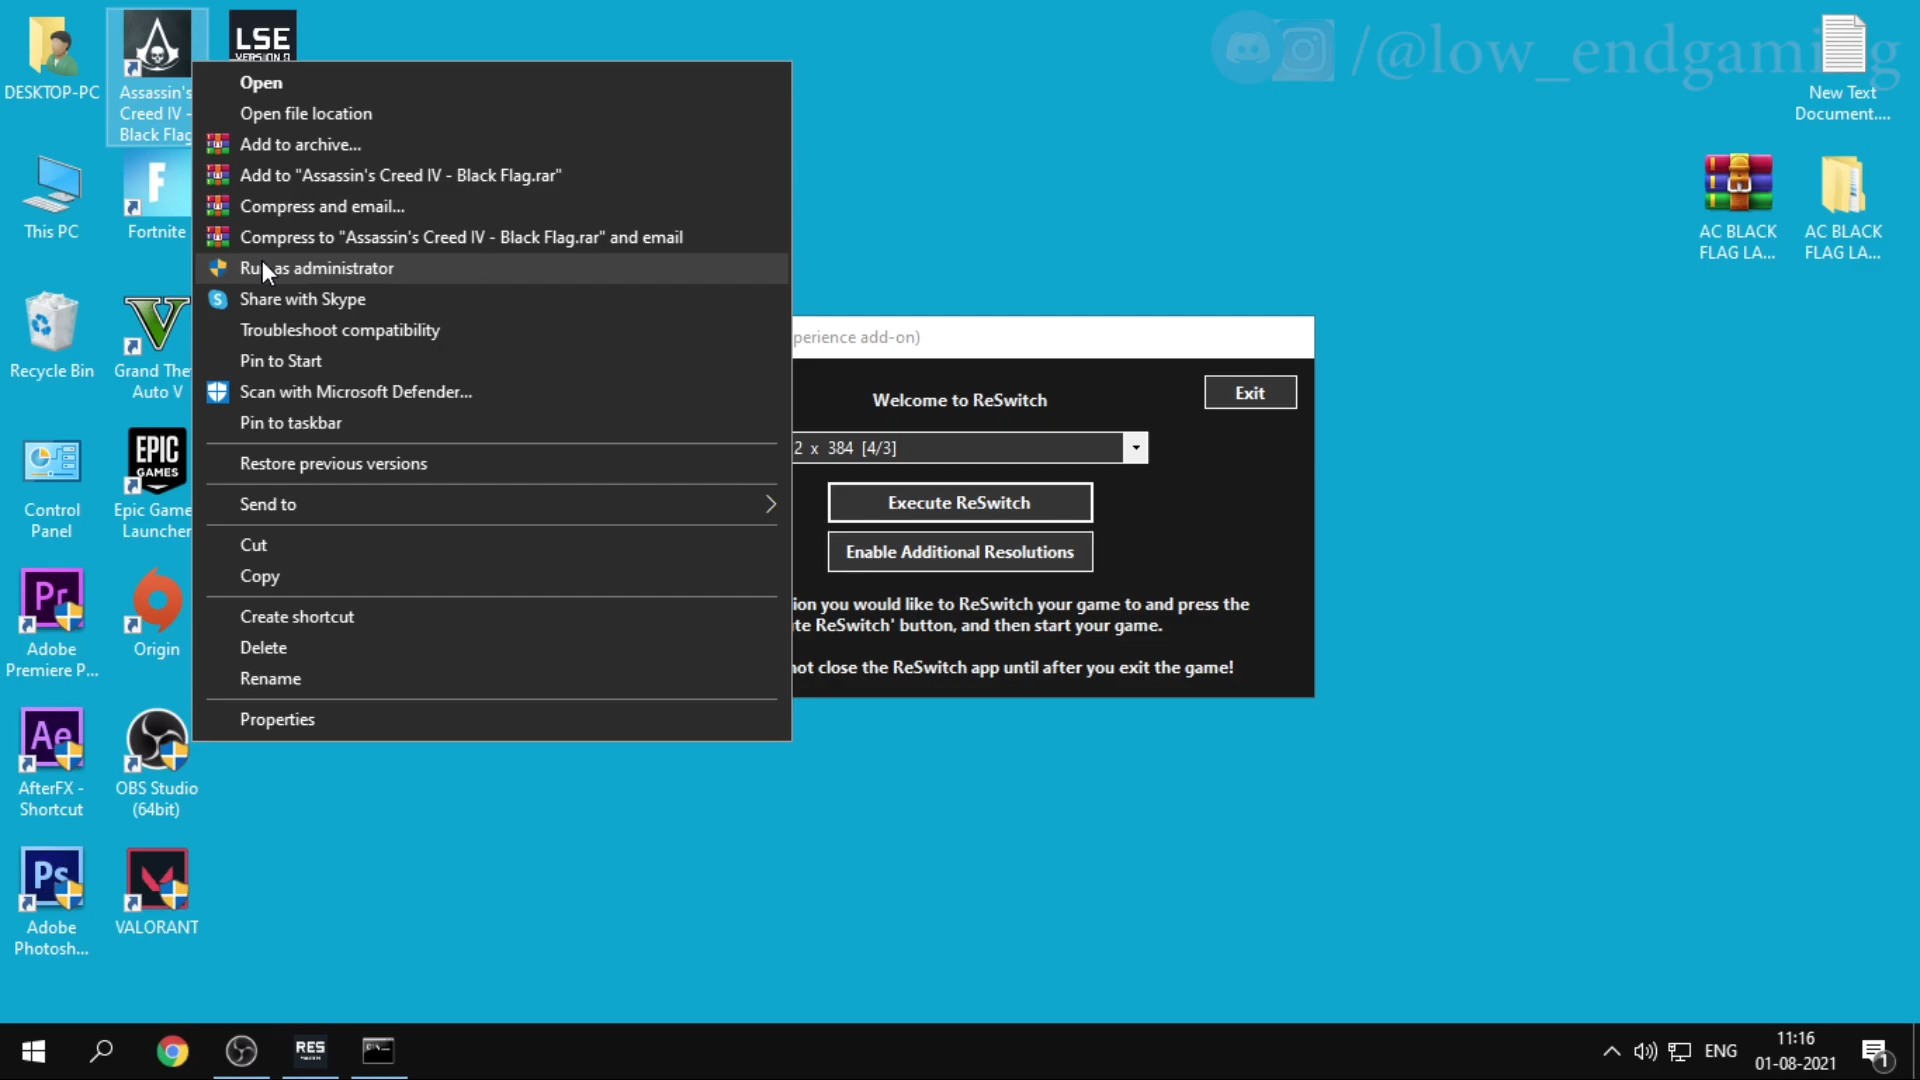 DESKTOP-PC
Assassin's
Creed IV -
Black Flag
LSE
This PC
Fortnite
Recycle Bin
Grand The
Auto V
Control
Panel
EPIC
GAMES
Epic Game
Launcher
Pr
Adobe
Premiere P...
Origin
Ae
AfterFX -
Shortcut
OBS Studio
(64bit)
Ps
Adobe
Photosh...
VALORANT
Open
Open file location
Add to archive...
Add to "Assassin's Creed IV - Black Flag.rar"
Compress and email...
Compress to "Assassin's Creed IV - Black Flag.rar" and email
Run as administrator
Share with Skype
Troubleshoot compatibility
Pin to Start
Scan with Microsoft Defender...
Pin to taskbar
Restore previous versions
Send to
Cut
Copy
Create shortcut
Delete
Rename
Properties
perience add-on)
Welcome to ReSwitch
Exit
2 x 384 [4/3]
Execute ReSwitch
Enable Additional Resolutions
ion you would like to ReSwitch your game to and press the
te ReSwitch' button, and then start your game.
not close the ReSwitch app until after you exit the game!
/@low_endgaming
New Text
Document....
AC BLACK
FLAG LA...
AC BLACK
FLAG LA...
RES
ENG
11:16
01-08-2021
1